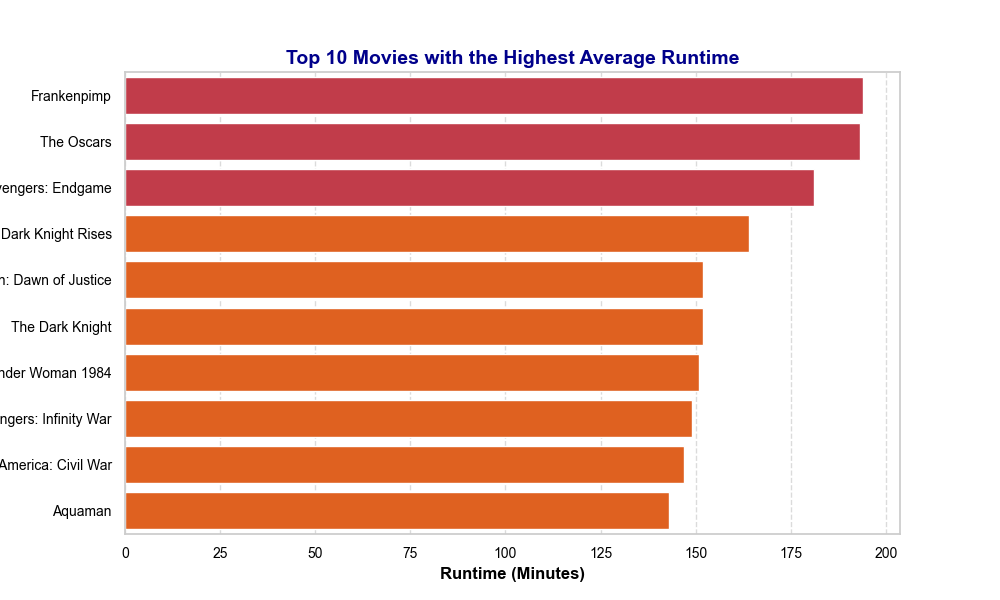 Top 10 Movies with the Highest Average Runtime
Frankenpimp
The Oscars
vengers: Endgame
Dark Knight Rises
n: Dawn of Justice
The Dark Knight
nder Woman 1984
ngers: Infinity War
America: Civil War
Aquaman
0 25 50 75 100 125 150 175 200
Runtime (Minutes)